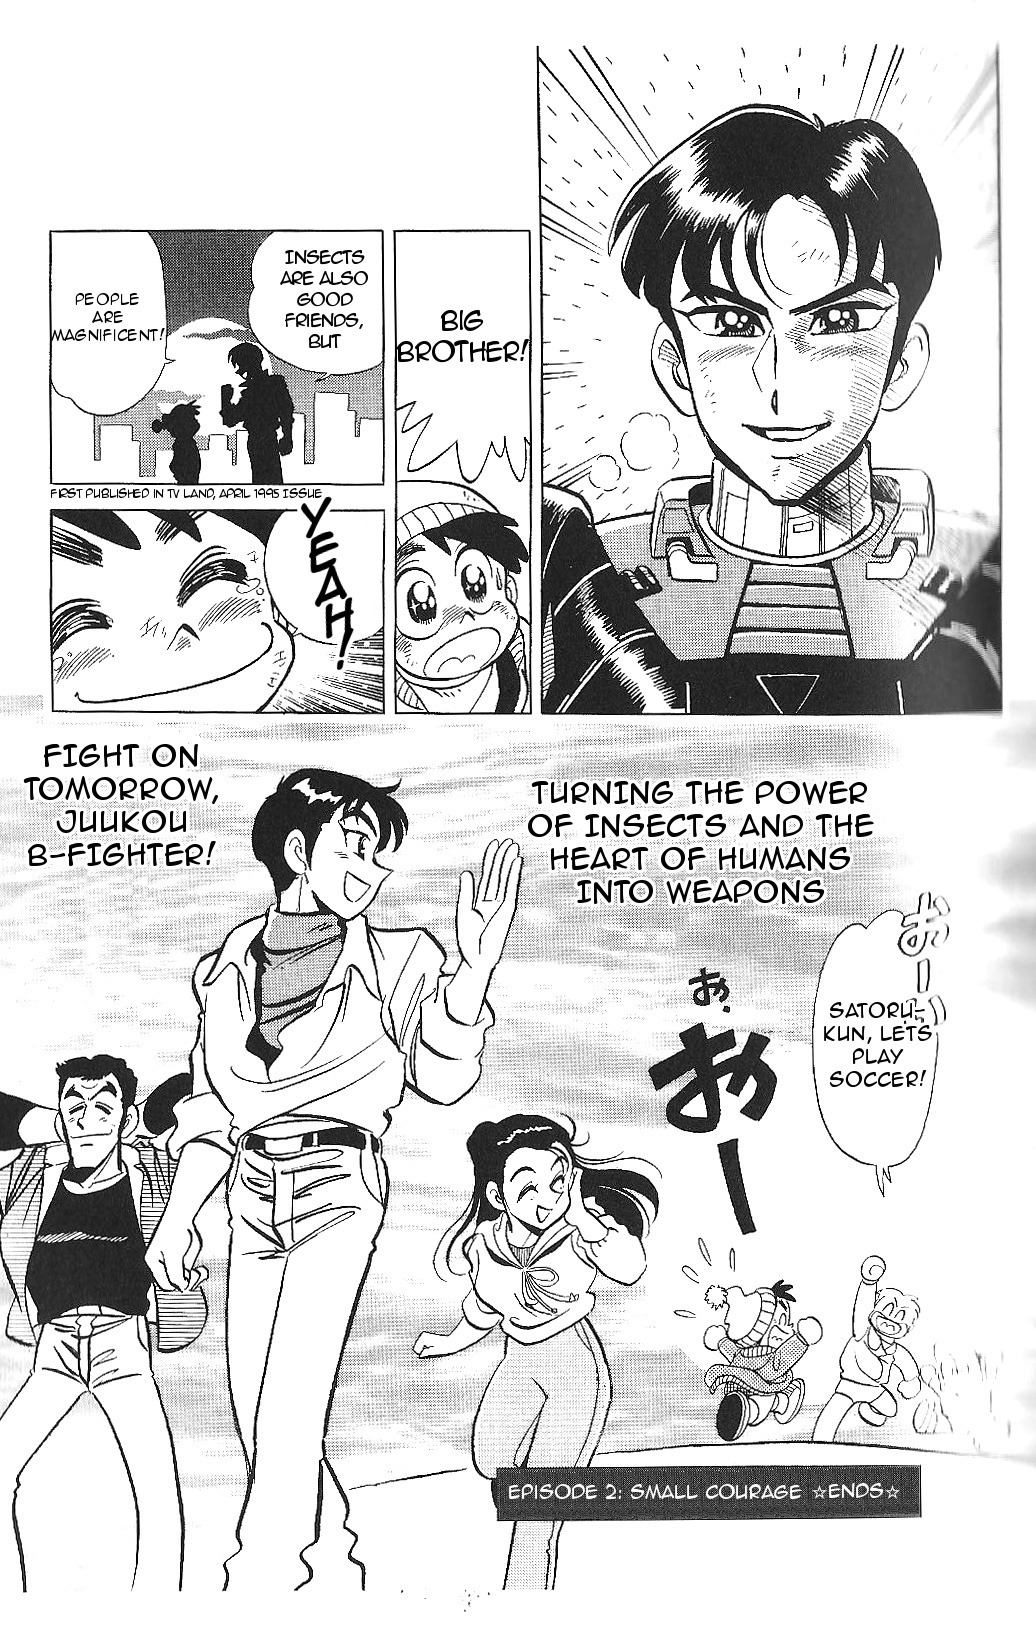 BIG
BROTHER!
INSECTS
ARE ALSO
GOOD
FRIENDS,
BUT
PEOPLE
ARE
MAGNIFICENT!
FIRST PUBLISHED IN TV LAND, APRIL 1995 ISSUE
YEAH!
TURNING THE POWER
OF INSECTS AND THE
HEART OF HUMANS
INTO WEAPONS
FIGHT ON
TOMORROW,
JUUKOU
B-FIGHTER!
おー
SATORU-
KUN, LETS
PLAY
SOCCER!
お、
おー
EPISODE 2: SMALL COURAGE ☆ENDS☆